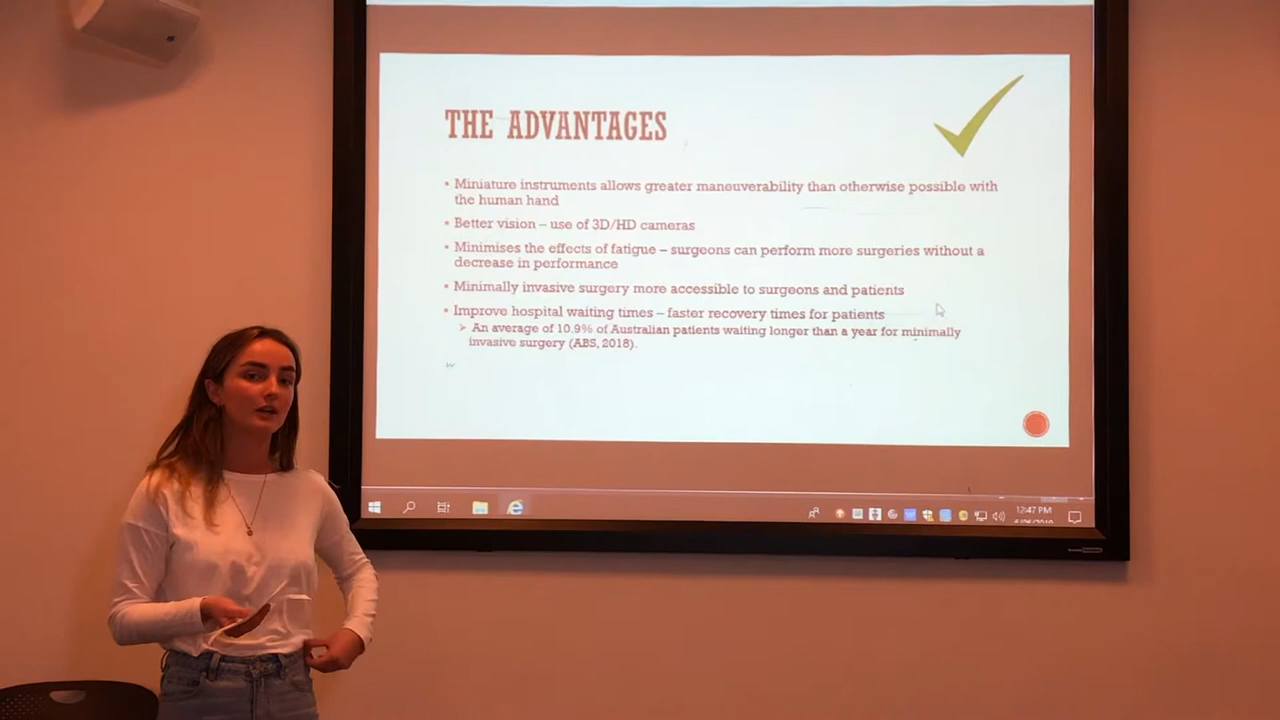 THE ADVANTAGES
▪ Miniature instruments allows greater maneuverability than otherwise possible with
the human hand
▪ Better vision – use of 3D/HD cameras
▪ Minimises the effects of fatigue – surgeons can perform more surgeries without a
decrease in performance
▪ Minimally invasive surgery more accessible to surgeons and patients
▪ Improve hospital waiting times – faster recovery times for patients
➢ An average of 10.9% of Australian patients waiting longer than a year for minimally
invasive surgery (ABS, 2018).
12:47 PM